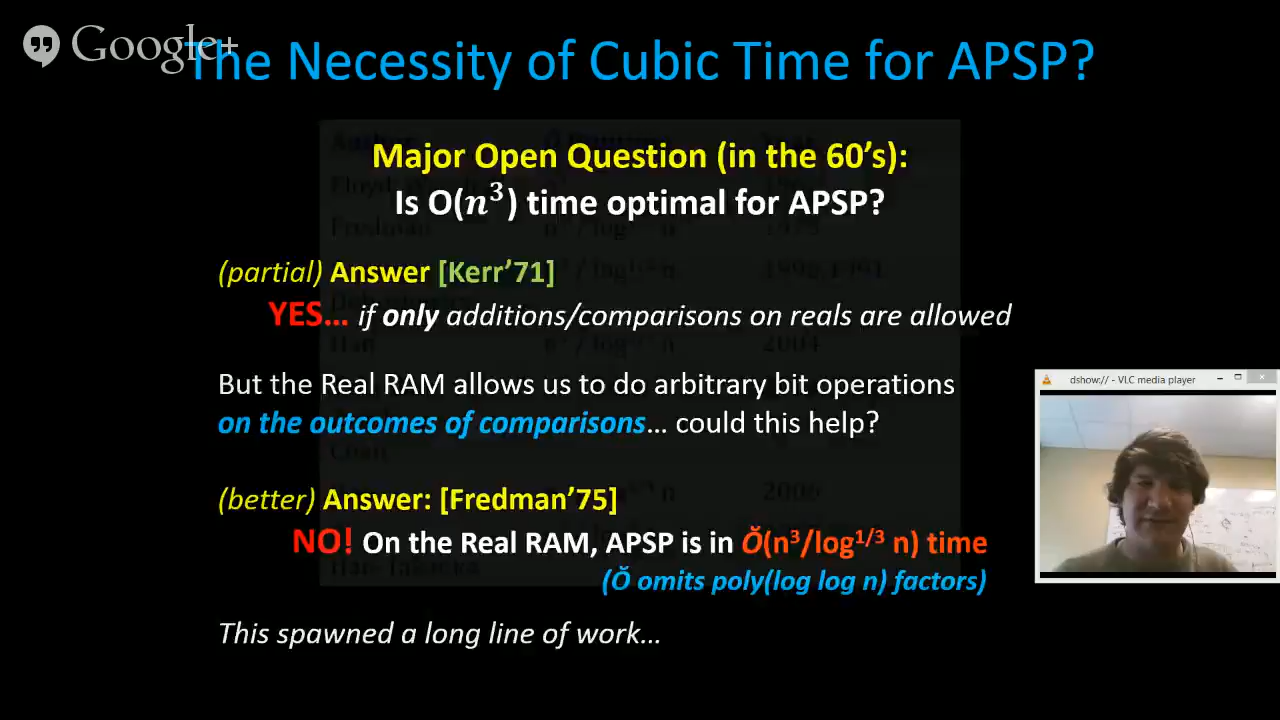 Google+
The Necessity of Cubic Time for APSP?
Major Open Question (in the 60's):
Is O(n³) time optimal for APSP?
(partial) Answer [Kerr'71]
YES... if only additions/comparisons on reals are allowed
But the Real RAM allows us to do arbitrary bit operations
on the outcomes of comparisons... could this help?
dshow:// - VLC media player
(better) Answer: [Fredman'75]
NO! On the Real RAM, APSP is in Ŏ(n³/log^1/3 n) time
(Ŏ omits poly(log log n) factors)
This spawned a long line of work...